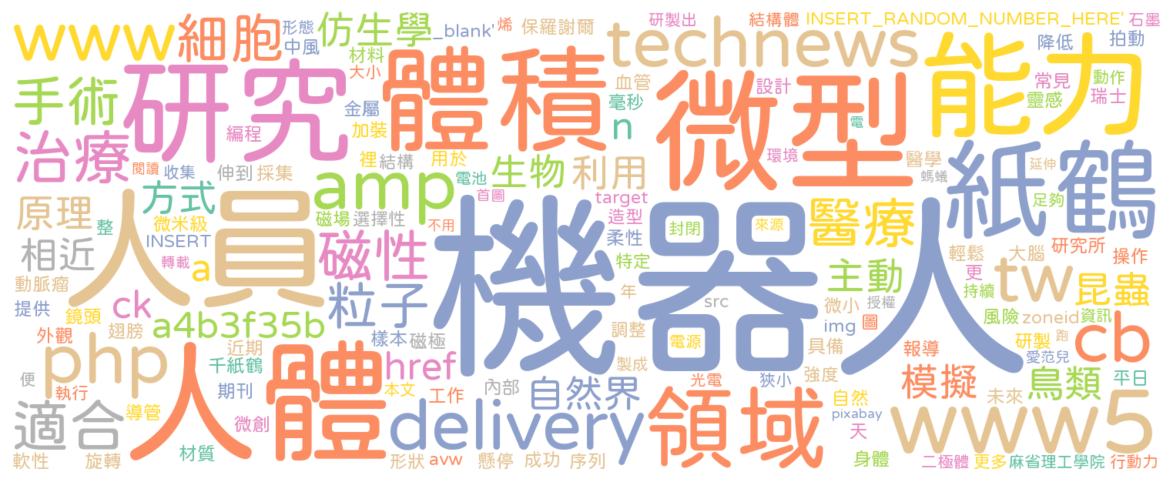 www
細胞
形態
中風
仿生學
_blank'
烯
保羅謝爾
研製出
結構體
INSERT_RANDOM_NUMBER_HERE'
石墨
technews
降低
拍動
能力
材料
大小
體積
血管
微型
設計
常見
動作
靈感
瑞士
手術
研究
金屬
加裝
毫秒
n
電
編程
治療
閱讀
收集
伸到
採集
裡
結構
用於
電池
生物
利用
環境
醫學
螞蟻
延伸
紙鶴
足夠
amp
首圖
target
造型
方式
原理
整
微米級
INSERT
人員
磁場
選擇性
不用
柔性
封閉
來源
醫療
輕鬆
大腦
研究所
操作
相近
轉載
a
磁性
機器人
特定
主動
更
持續
tw
昆蟲
動脈瘤
提供
ck
粒子
年
src
微小
授權
風險
zoneid
資訊
鏡頭
翅膀
a4b3f35b
樣本
磁極
調整
電源
img
圖
研製
跑
外觀
近期
具備
報導
愛范兒
cb
php
千紙鶴
人體
href
製成
便
執行
期刊
本文
工作
內部
自然界
光電
狹小
強度
模擬
鳥類
平日
適合
導管
微創
delivery
領域
自然
pixabay
天
未來
www5
軟性
旋轉
材質
形狀
avw
懸停
成功
序列
身體
二極體
更多
麻省理工學院
行動力